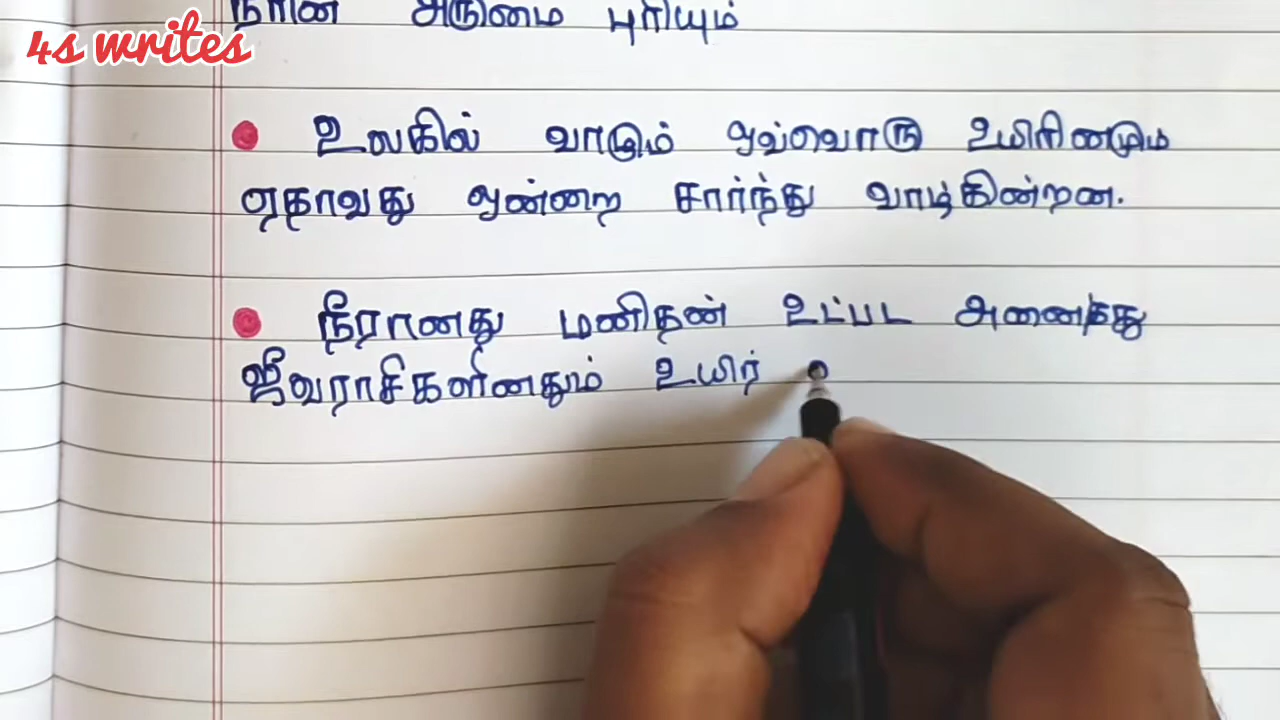 4s writes
நீரின் அருமை புரியும்
உலகில் வாழும் ஒவ்வொரு உயிரினமும்
ஏதாவது ஒன்றை சார்ந்து வாழ்கின்றன.
நீரானது மனிதன் உட்பட அனைத்து
ஜீவராசிகளினதும் உயிர்